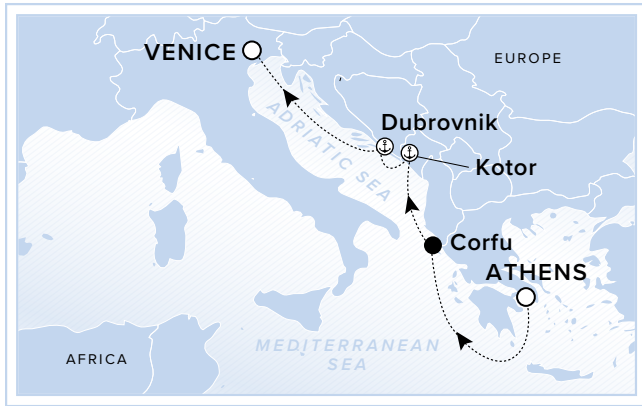 VENICE
EUROPE
Dubrovnik
ADRIATIC SEA
Kotor
Corfu
ATHENS
MEDITERRANEAN
SEA
AFRICA